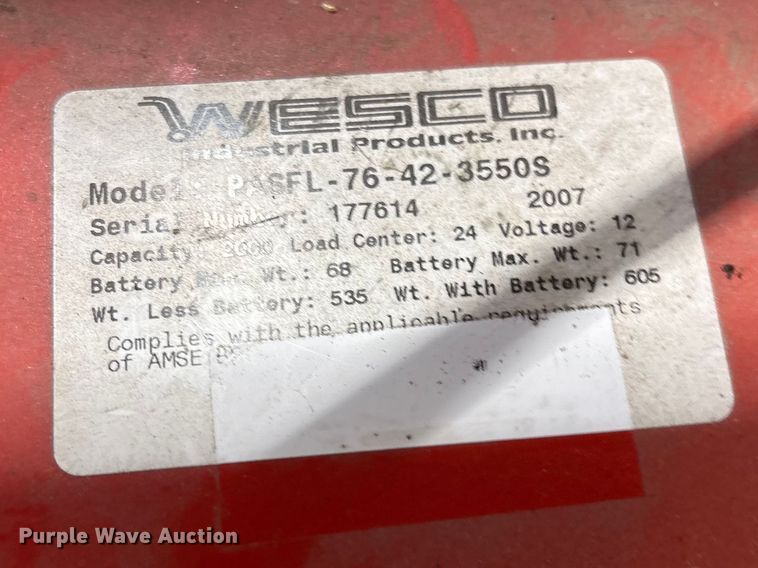 WESCO
Industrial Products, Inc.
Model: PASFL-76-42-3550S
Serial Number: 177614 2007
Capacity: 2000 Load Center: 24 Voltage: 12
Battery Min. Wt.: 68 Battery Max. Wt.: 71
Wt. Less Battery: 535 Wt. With Battery: 605
Complies with the applicable requirements
of AMSE
Purple Wave Auction